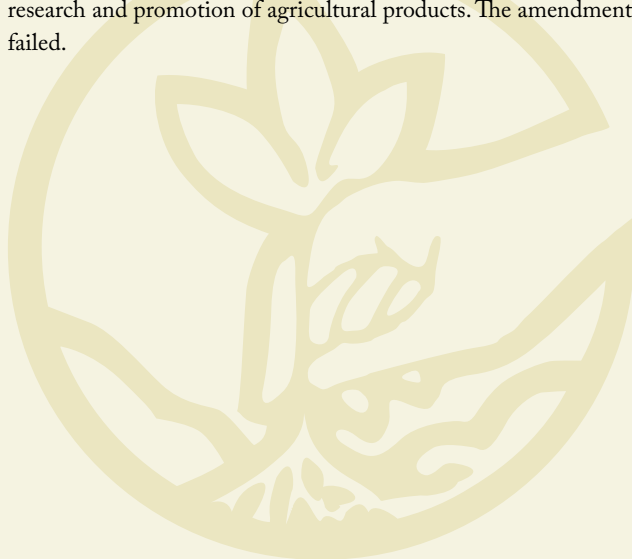 research and promotion of agricultural products. The amendment
failed.